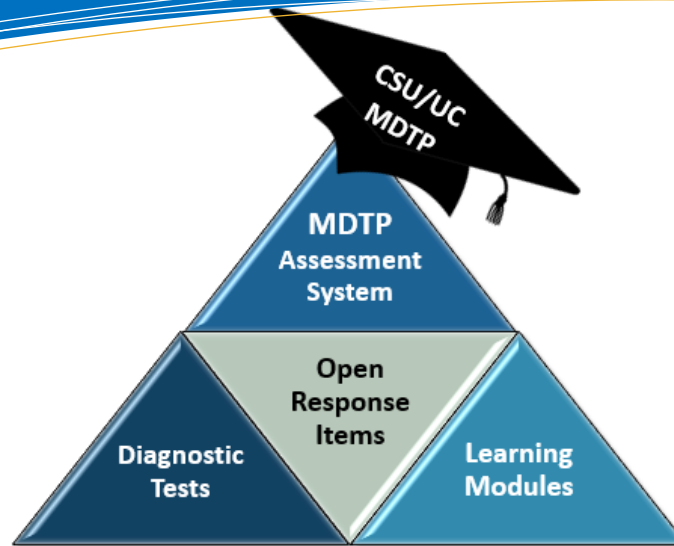 CSU/UC
MDTP
MDTP
Assessment
System
Open
Response
Items
Diagnostic
Tests
Learning
Modules